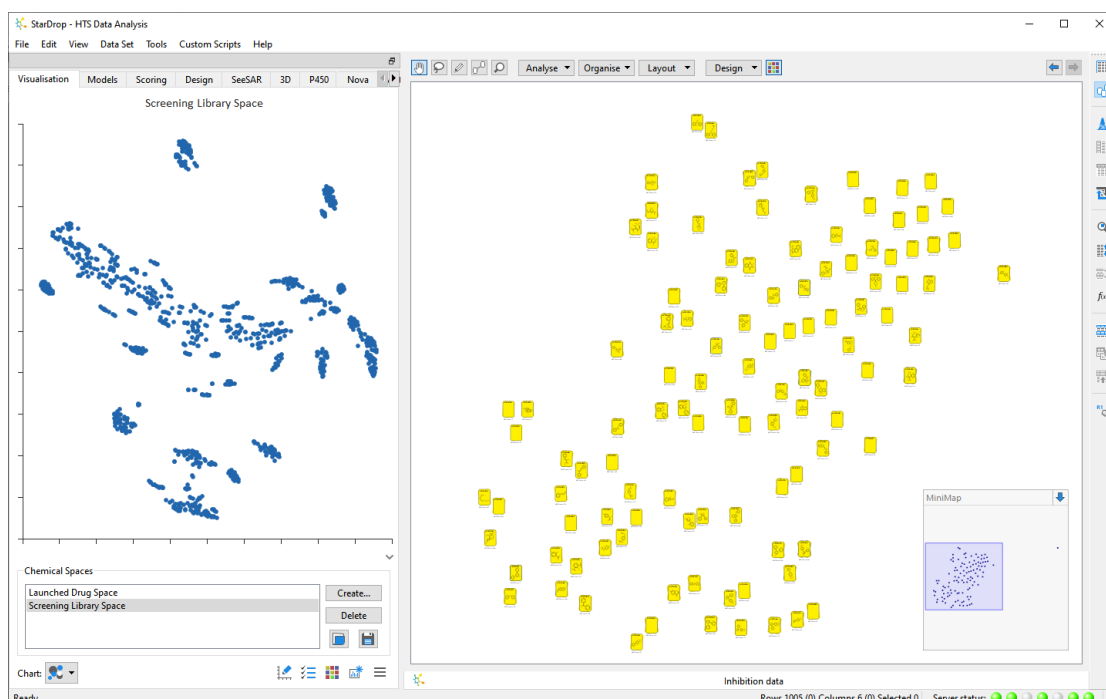 StarDrop - HTS Data Analysis
File Edit View Data Set Tools Custom Scripts Help
Visualisation Models Scoring Design SeeSAR 3D P450 Nova
Analyse Organise Layout Design
Screening Library Space
MiniMap
Chemical Spaces
Launched Drug Space
Screening Library Space
Create...
Delete
Chart:
Inhibition data
Ready
Rows 1005 (0) Columns 6 (0) Selected 0 Server status: